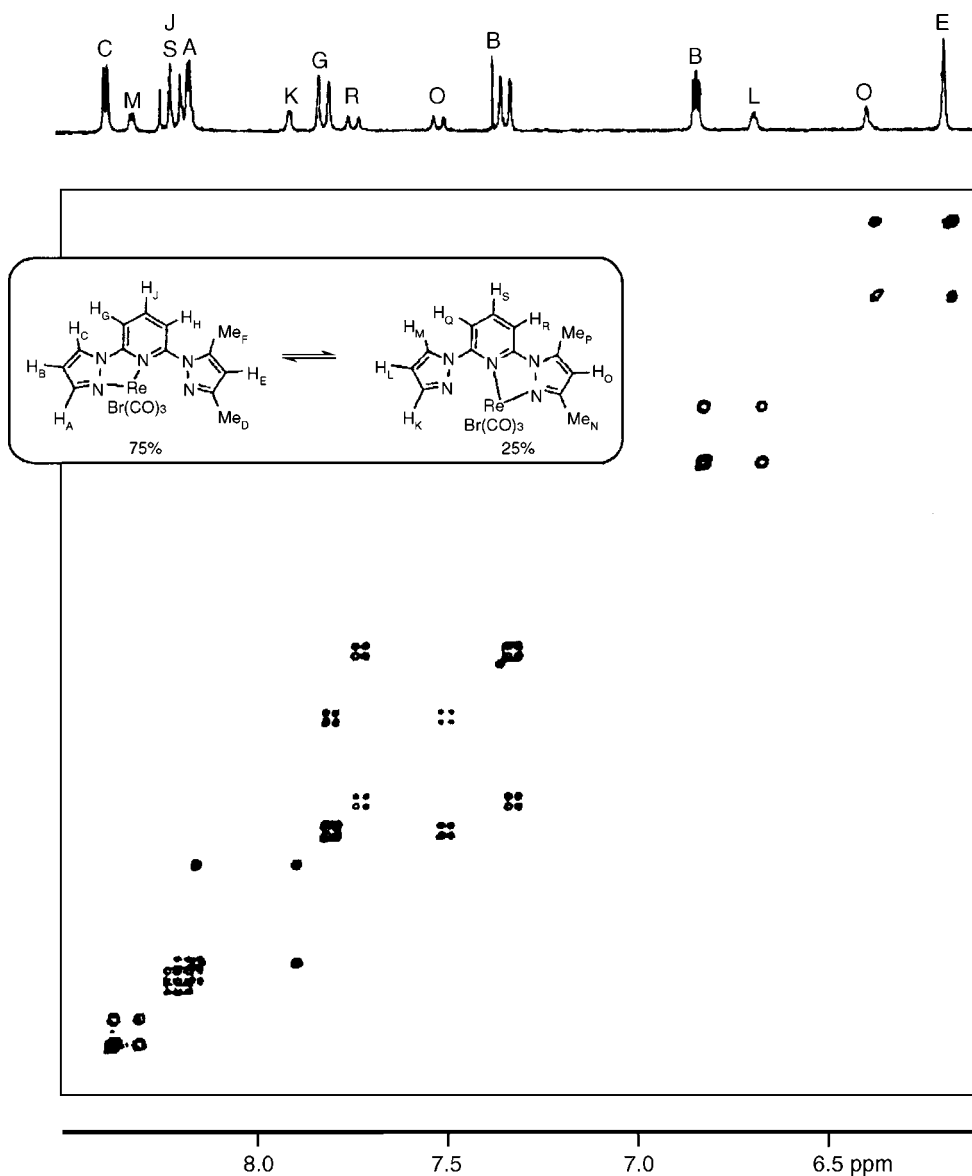 J
C S A G B B E
M K R O L O
H_J H_S
H_G H_H H_Q H_R
H_C Me_F H_M Me_P
N N N N N N
H_B H_E H_L H_O
N N N N
Re Re
Br(CO)₃ Br(CO)₃
H_A Me_D H_K Me_N
75% 25%
8.0 7.5 7.0 6.5 ppm